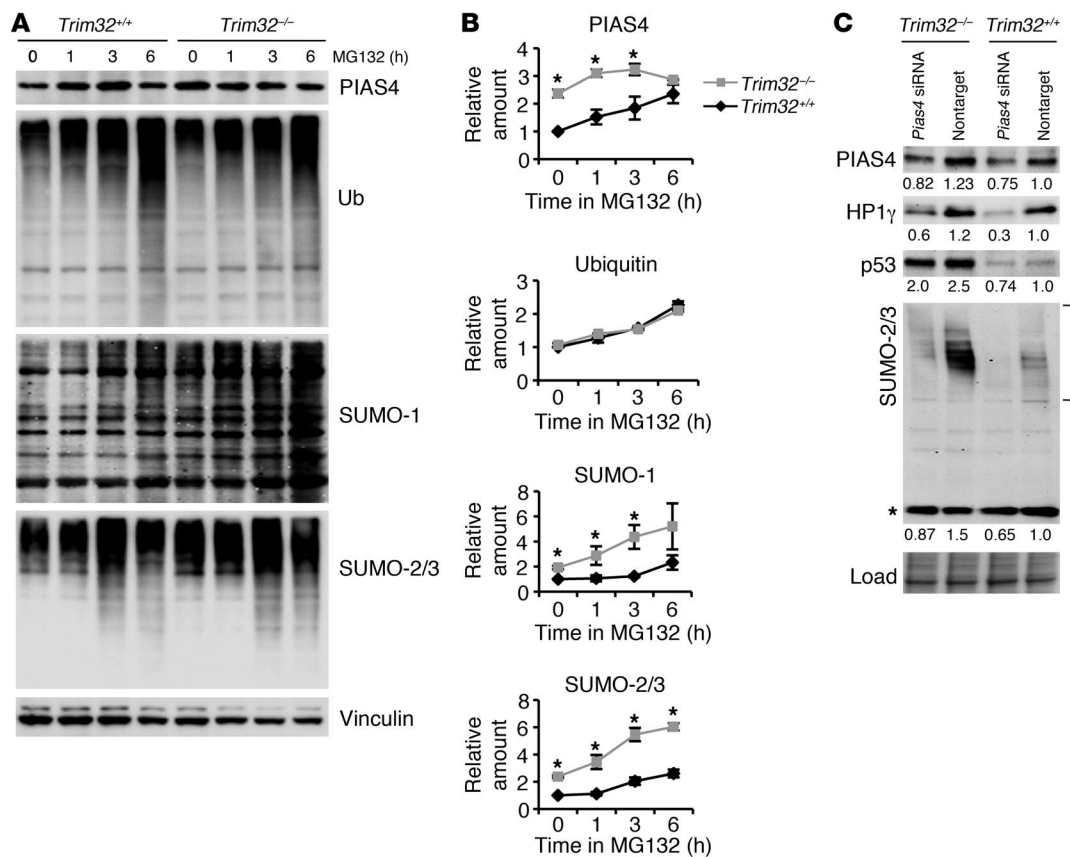 A
Trim32+/+
Trim32–/–
0 1 3 6 0 1 3 6 MG132 (h)
PIAS4
Ub
SUMO-1
SUMO-2/3
Vinculin
B
PIAS4
Relative amount
4
3
2
1
0
* * *
Trim32–/–
Trim32+/+
0 1 3 6
Time in MG132 (h)
Ubiquitin
Relative amount
3
2
1
0
0 1 3 6
Time in MG132 (h)
SUMO-1
Relative amount
8
6
4
2
0
* * *
0 1 3 6
Time in MG132 (h)
SUMO-2/3
Relative amount
8
6
4
2
0
* * * *
0 1 3 6
Time in MG132 (h)
C
Trim32–/– Trim32+/+
Pias4 siRNA
Nontarget
Pias4 siRNA
Nontarget
PIAS4
0.82 1.23 0.75 1.0
HP1γ
0.6 1.2 0.3 1.0
p53
2.0 2.5 0.74 1.0
SUMO-2/3
*
0.87 1.5 0.65 1.0
Load